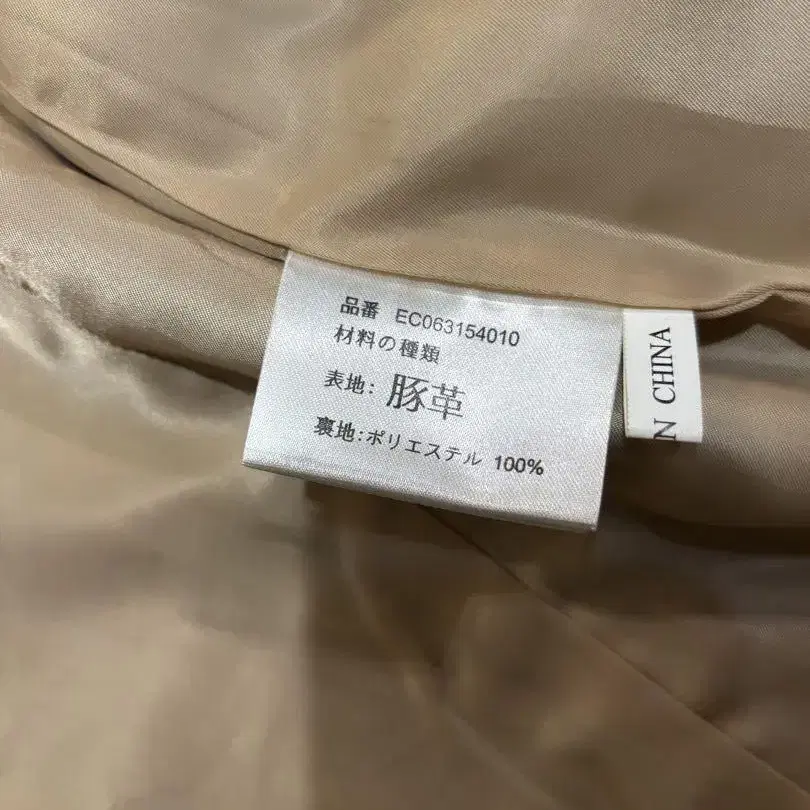 品番 EC063154010
材料の種類
表地: 豚革
裏地:ポリエステル 100%
N CHINA